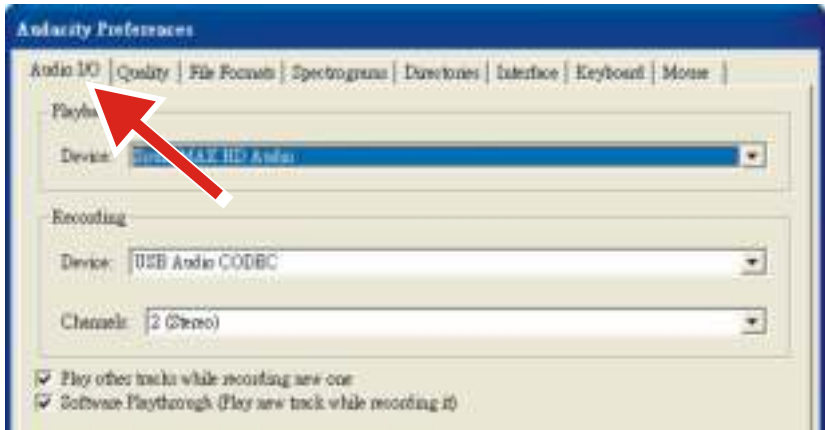 Audacity Preferences
Audio I/O Quality File Formats Spectrograms Directories Interface Keyboard Mouse
Device: MAX HD Audio
Recording
Device: USB Audio CODEC
Channels: 2 (Stereo)
Play other tracks while recording new one
Software Playthrough (Play new track while recording it)